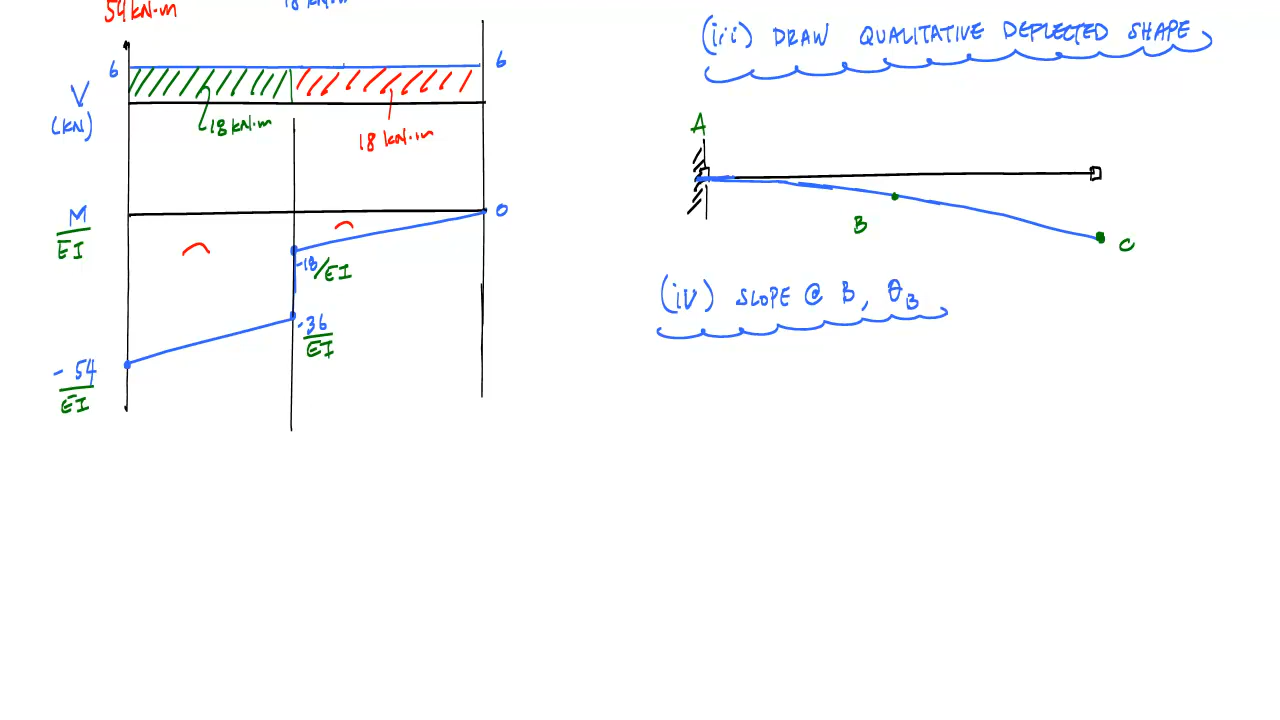 54 kN·m
18 kN·m
6
6
V
(kN)
18 kN·m
18 kN·m
M
EI
0
-18/EI
-36
EI
- 54
EI
(iii) DRAW QUALITATIVE DEFLECTED SHAPE
A
B
C
(iv) SLOPE @ B, θB